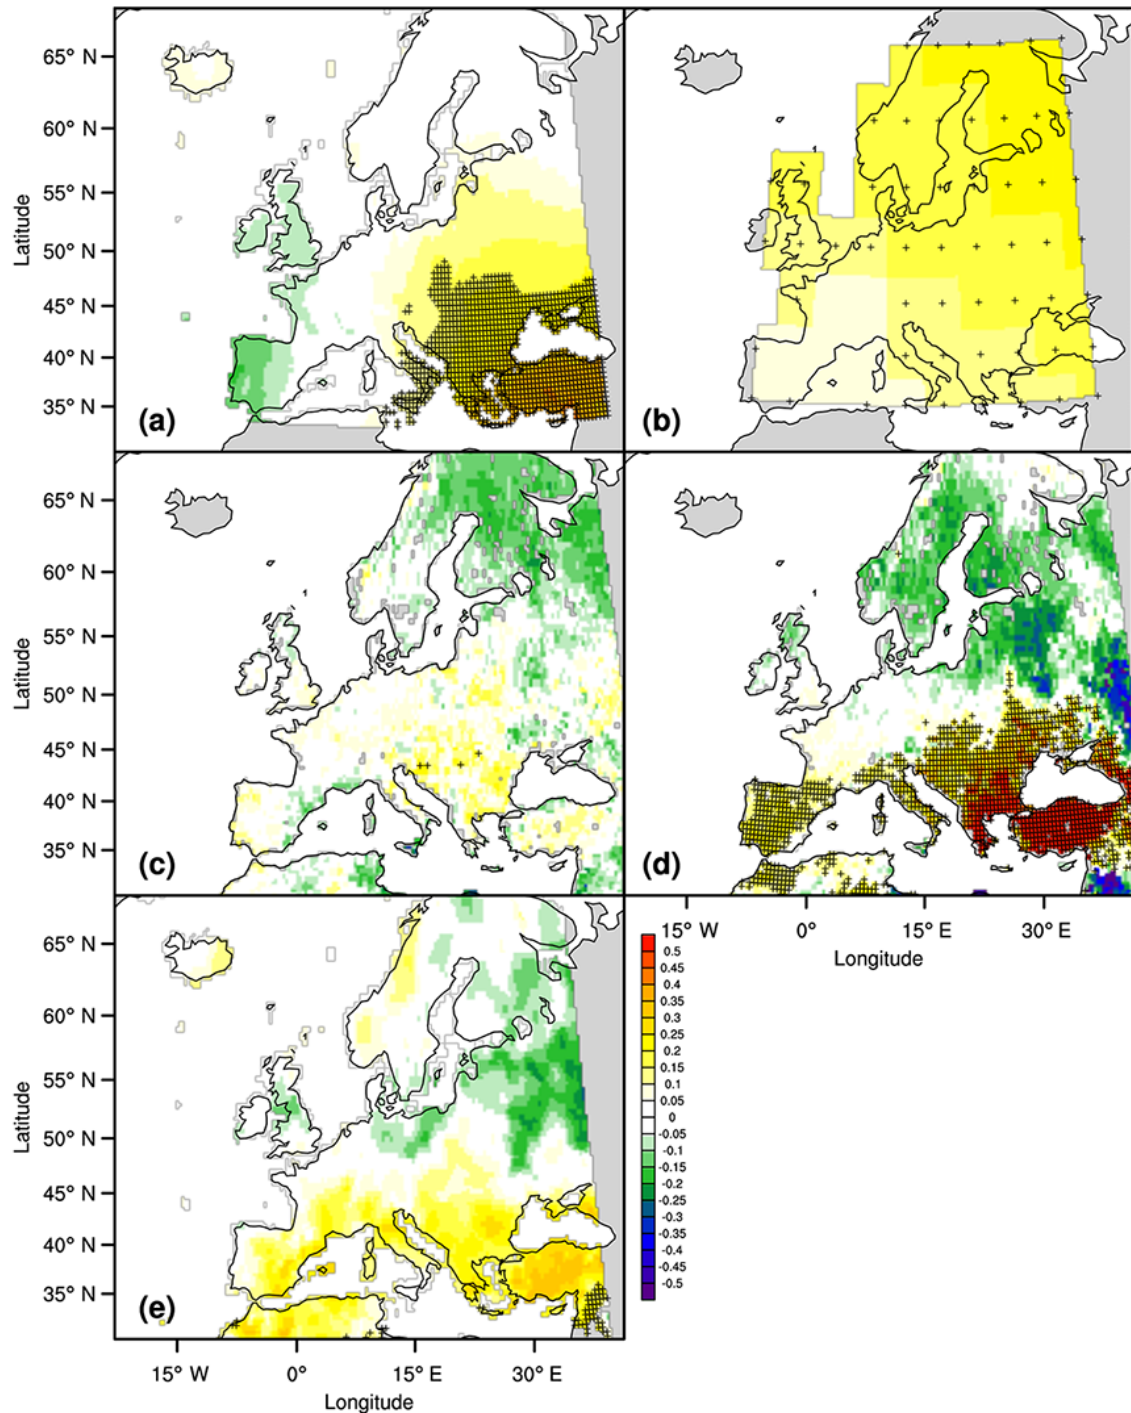 65° N
60° N
55° N
50° N
45° N
40° N
35° N
Latitude
(a)
(b)
65° N
60° N
55° N
50° N
45° N
40° N
35° N
Latitude
(c)
(d)
65° N
60° N
55° N
50° N
45° N
40° N
35° N
Latitude
(e)
15° W 0° 15° E 30° E
Longitude
15° W 0° 15° E 30° E
Longitude
0.5
0.45
0.4
0.35
0.3
0.25
0.2
0.15
0.1
0.05
0
-0.05
-0.1
-0.15
-0.2
-0.25
-0.3
-0.35
-0.4
-0.45
-0.5